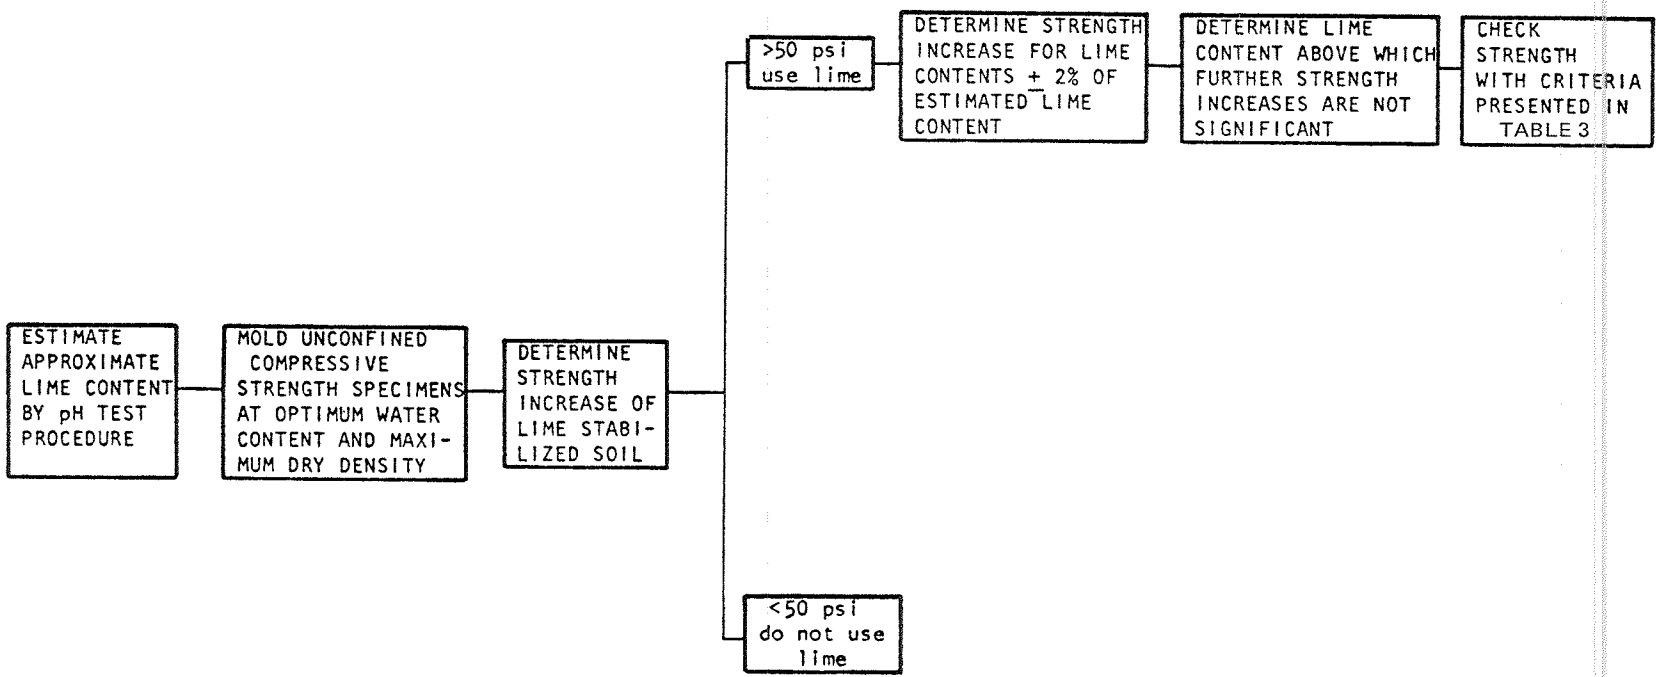 ESTIMATE
APPROXIMATE
LIME CONTENT
BY pH TEST
PROCEDURE
MOLD UNCONFINED
COMPRESSIVE
STRENGTH SPECIMENS
AT OPTIMUM WATER
CONTENT AND MAXI-
MUM DRY DENSITY
DETERMINE
STRENGTH
INCREASE OF
LIME STABI-
LIZED SOIL
>50 psi
use lime
DETERMINE STRENGTH
INCREASE FOR LIME
CONTENTS ± 2% OF
ESTIMATED LIME
CONTENT
DETERMINE LIME
CONTENT ABOVE WHICH
FURTHER STRENGTH
INCREASES ARE NOT
SIGNIFICANT
CHECK
STRENGTH
WITH CRITERIA
PRESENTED IN
TABLE 3
<50 psi
do not use
lime